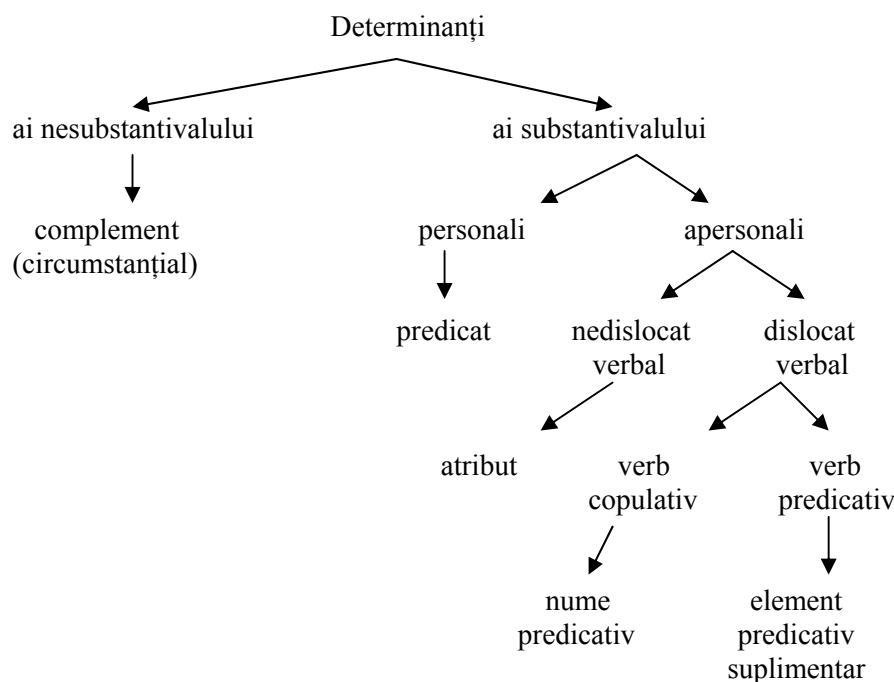 Determinanți
ai nesubstantivalului
ai substantivalului
complement
(circumstanțial)
personali
apersonali
predicat
nedislocat
verbal
dislocat
verbal
atribut
verb
copulativ
verb
predicativ
nume
predicativ
element
predicativ
suplimentar